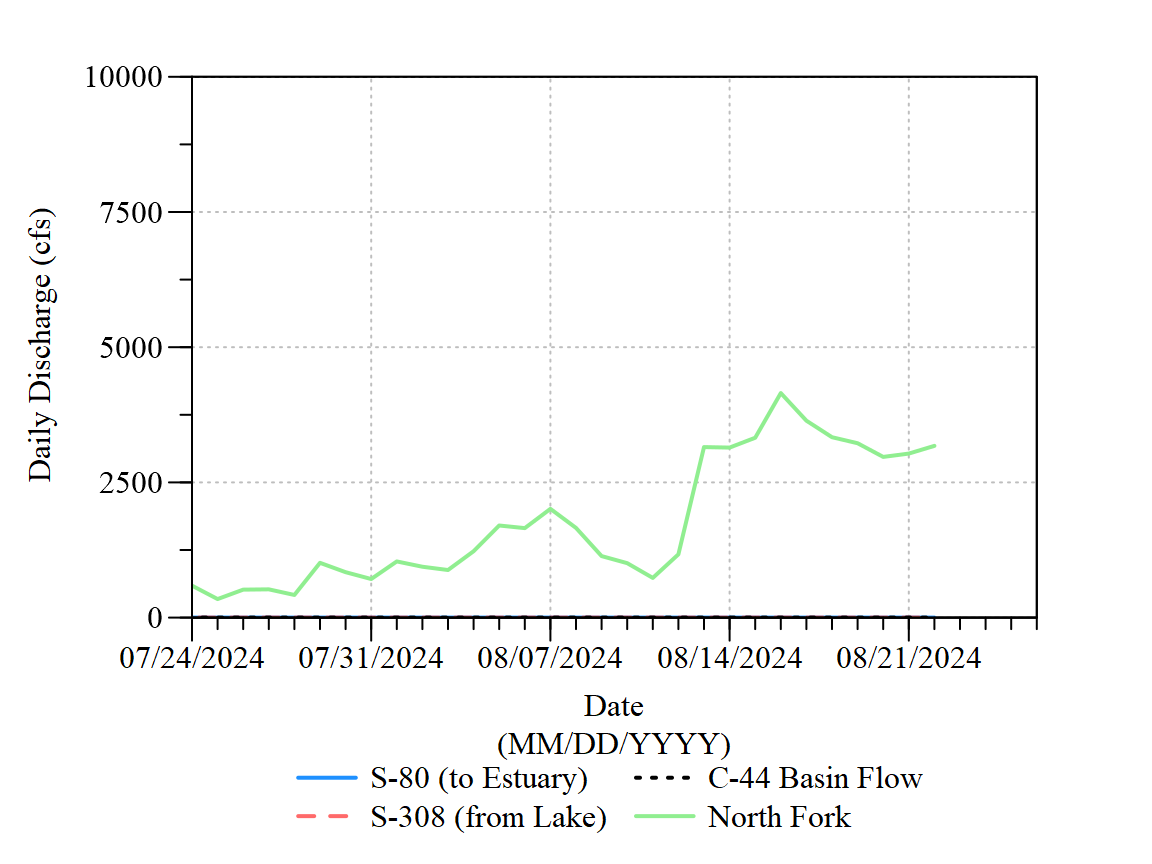 10000
7500
5000
2500
0
Daily Discharge (cfs)
07/24/2024 07/31/2024 08/07/2024 08/14/2024 08/21/2024
Date
(MM/DD/YYYY)
S-80 (to Estuary) C-44 Basin Flow
S-308 (from Lake) North Fork